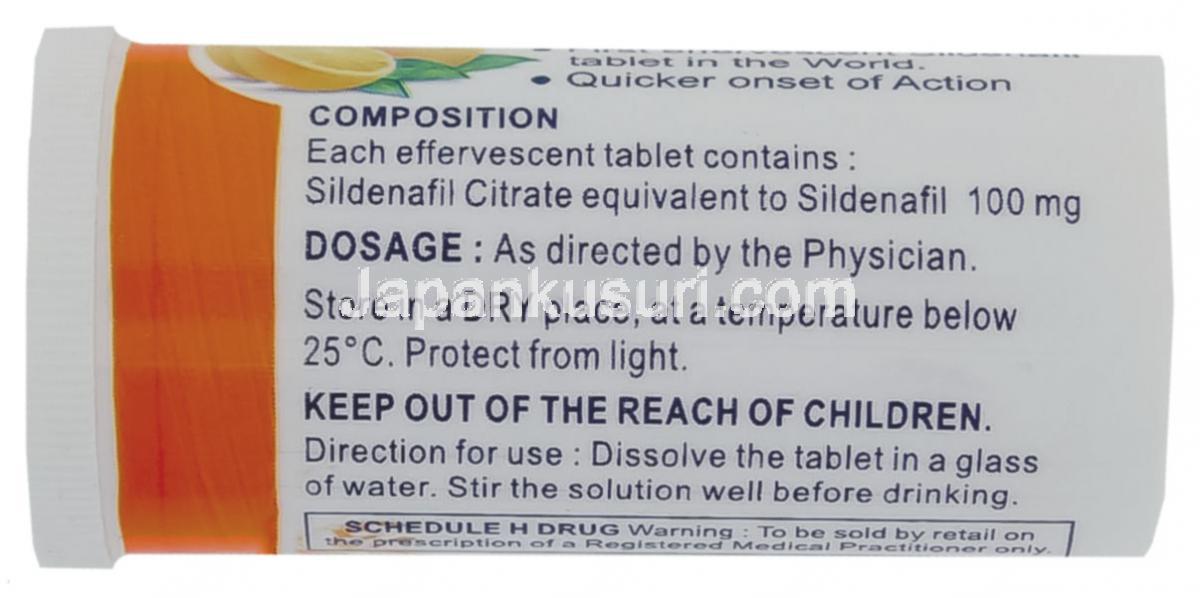 tablet in the World.
• Quicker onset of Action
COMPOSITION
Each effervescent tablet contains :
Sildenafil Citrate equivalent to Sildenafil 100 mg
DOSAGE : As directed by the Physician.
Japankusuri.com
Store in a DRY place, at a temperature below
25°C. Protect from light.
KEEP OUT OF THE REACH OF CHILDREN.
Direction for use : Dissolve the tablet in a glass
of water. Stir the solution well before drinking.
SCHEDULE H DRUG Warning : To be sold by retail on
the prescription of a Registered Medical Practitioner only.